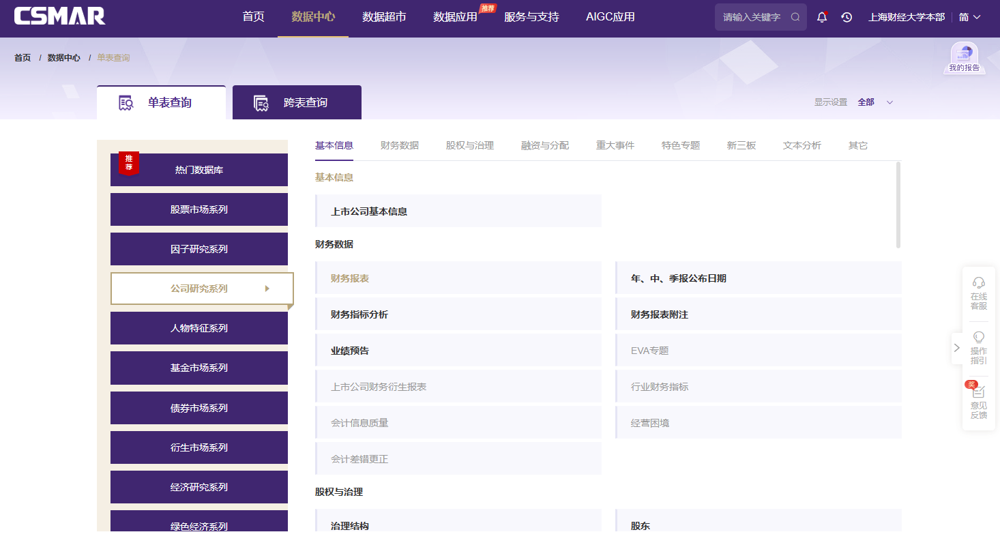 CSMAR
首页
数据中心
数据超市
数据应用
推荐
服务与支持
AIGC应用
请输入关键字
上海财经大学本部
简
首页 / 数据中心 / 单表查询
我的报告
单表查询
跨表查询
显示设置 全部
推荐
热门数据库
股票市场系列
因子研究系列
公司研究系列
人物特征系列
基金市场系列
债券市场系列
衍生市场系列
经济研究系列
绿色经济系列
基本信息 财务数据 股权与治理 融资与分配 重大事件 特色专题 新三板 文本分析 其它
基本信息
上市公司基本信息
财务数据
财务报表
年、中、季报公布日期
财务指标分析
财务报表附注
业绩预告
EVA专题
上市公司财务衍生报表
行业财务指标
会计信息质量
经营困境
会计差错更正
股权与治理
治理结构
股东
在线
客服
操作
指引
奖
意见
反馈